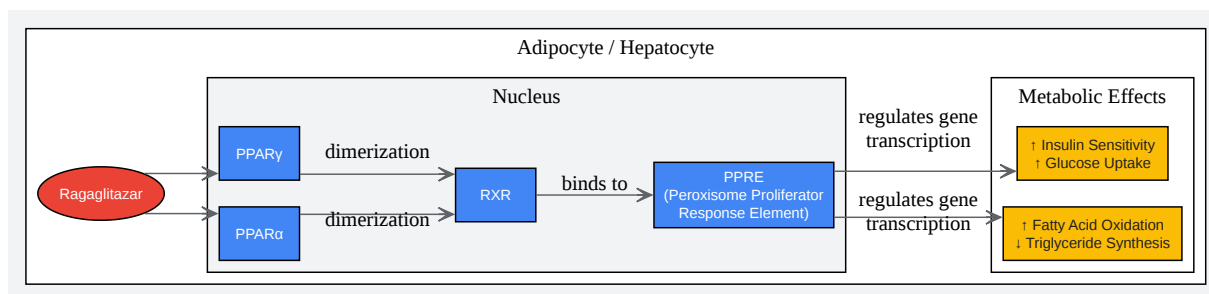 Adipocyte / Hepatocyte
Nucleus
Metabolic Effects
Ragaglitazar
PPARγ
PPARα
dimerization
dimerization
RXR
binds to
PPRE
(Peroxisome Proliferator
Response Element)
regulates gene
transcription
regulates gene
transcription
↑ Insulin Sensitivity
↑ Glucose Uptake
↑ Fatty Acid Oxidation
↓ Triglyceride Synthesis